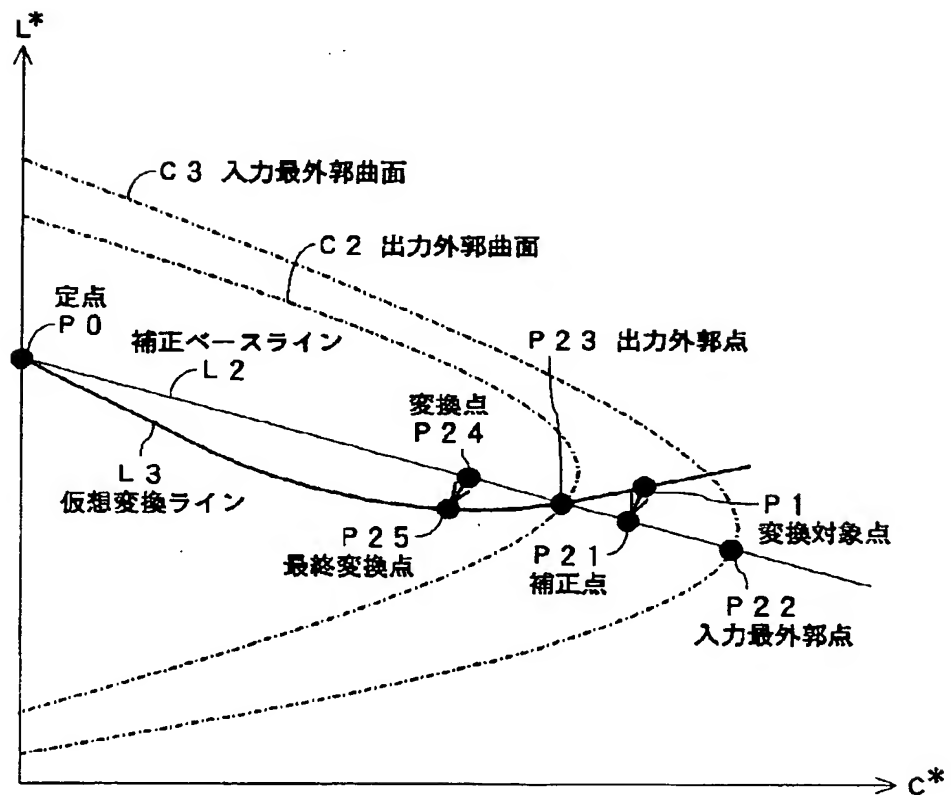 L*
C3 入力最外郭曲面
C2 出力外郭曲面
定点
P0
補正ベースライン
L2
P23 出力外郭点
変換点
P24
L3
仮想変換ライン
P25
最終変換点
P21
補正点
P1
変換対象点
P22
入力最外郭点
C*